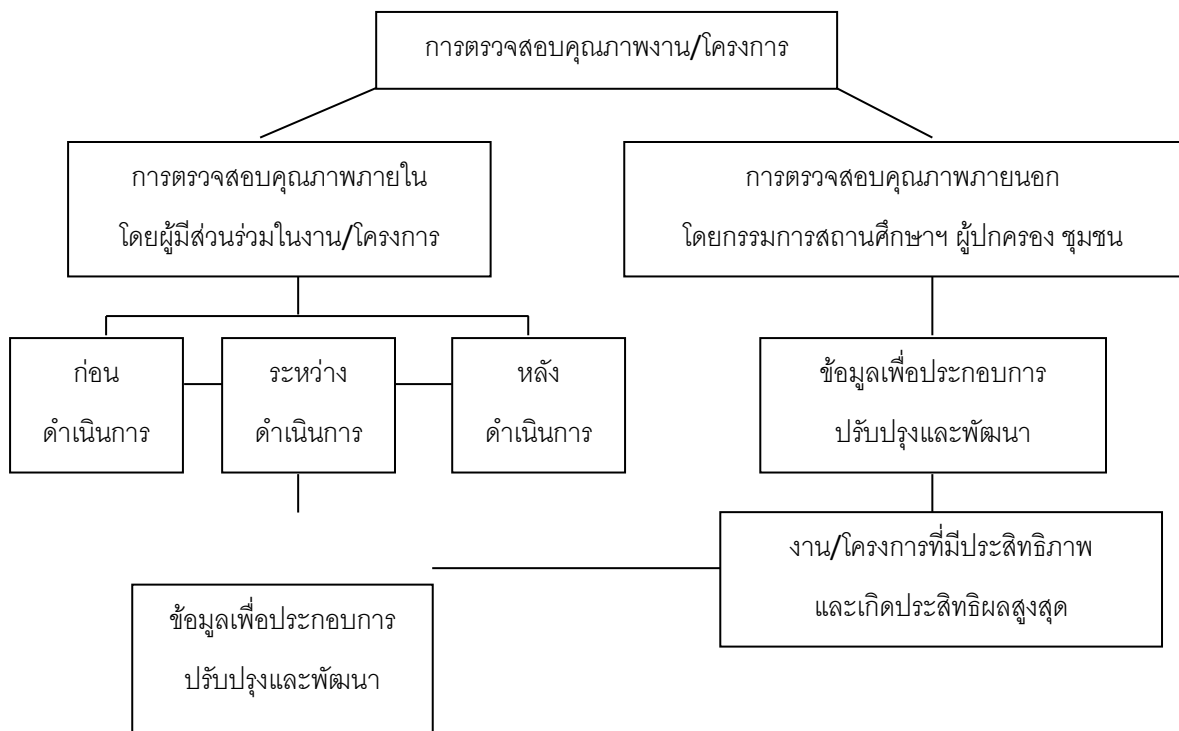 การตรวจสอบคุณภาพงาน/โครงการ
การตรวจสอบคุณภาพภายใน
โดยผู้มีส่วนร่วมในงาน/โครงการ
การตรวจสอบคุณภาพภายนอก
โดยกรรมการสถานศึกษาฯ ผู้ปกครอง ชุมชน
ก่อน
ดำเนินการ
ระหว่าง
ดำเนินการ
หลัง
ดำเนินการ
ข้อมูลเพื่อประกอบการ
ปรับปรุงและพัฒนา
งาน/โครงการที่มีประสิทธิภาพ
และเกิดประสิทธิผลสูงสุด
ข้อมูลเพื่อประกอบการ
ปรับปรุงและพัฒนา